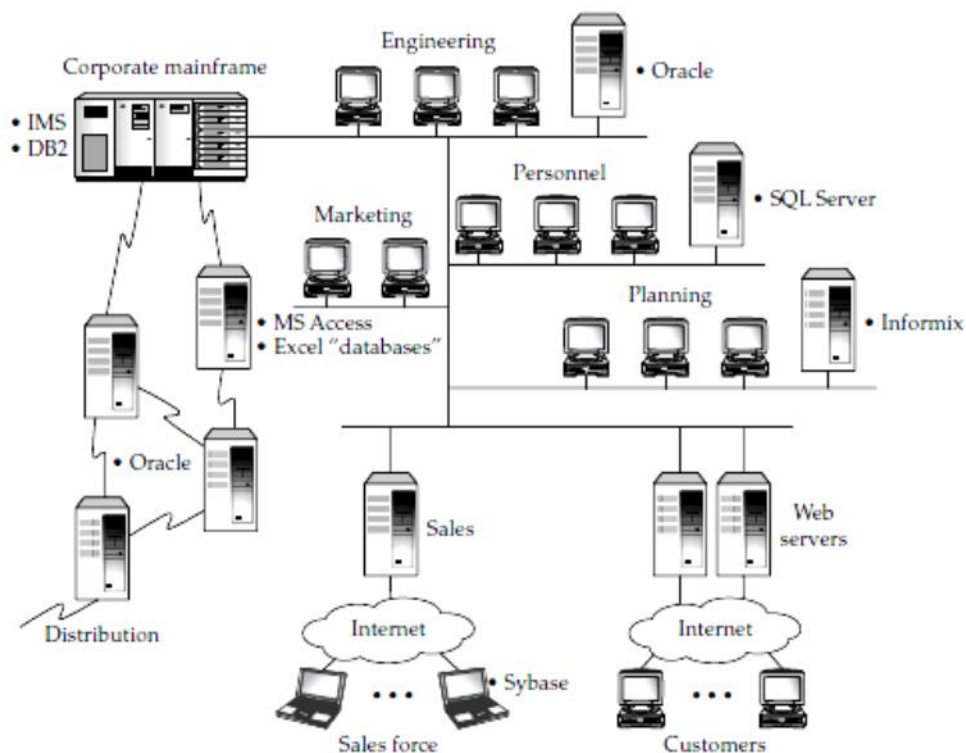 Engineering
Corporate mainframe
• Oracle
• IMS
• DB2
Personnel
• SQL Server
Marketing
Planning
• MS Access
• Excel “databases”
• Informix
• Oracle
Sales
Web
servers
Distribution
Internet
Internet
• • •
• Sybase
• • •
Sales force
Customers